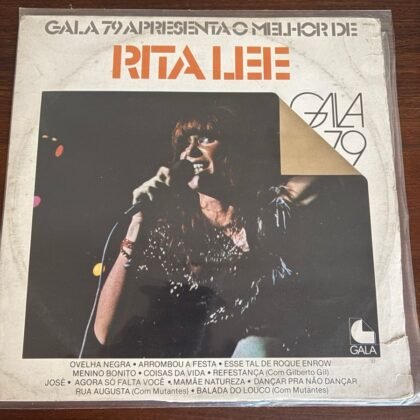 GALA 79 APRESENTA O MELHOR DE
RITA LEE
GALA
79
GALA
OVELHA NEGRA • ARROMBOU A FESTA • ESSE TAL DE ROQUE ENROW
MENINO BONITO • COISAS DA VIDA • REFESTANÇA (Com Gilberto Gil)
JOSÉ • AGORA SÓ FALTA VOCÊ • MAMÃE NATUREZA • DANÇAR PRA NÃO DANÇAR
RUA AUGUSTA (Com Mutantes) • BALADA DO LOUCO (Com Mutantes)